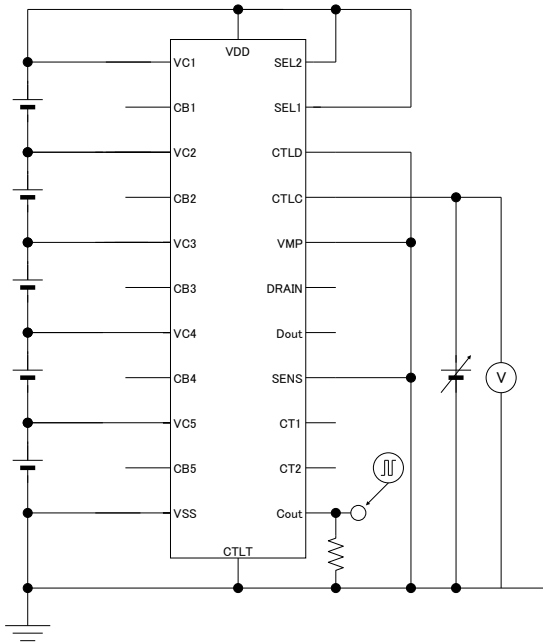 VDD
VC1
SEL2
CB1
SEL1
VC2
CTLD
CB2
CTLC
VC3
VMP
CB3
DRAIN
VC4
Dout
CB4
SENS
V
VC5
CT1
CB5
CT2
VSS
Cout
CTLT